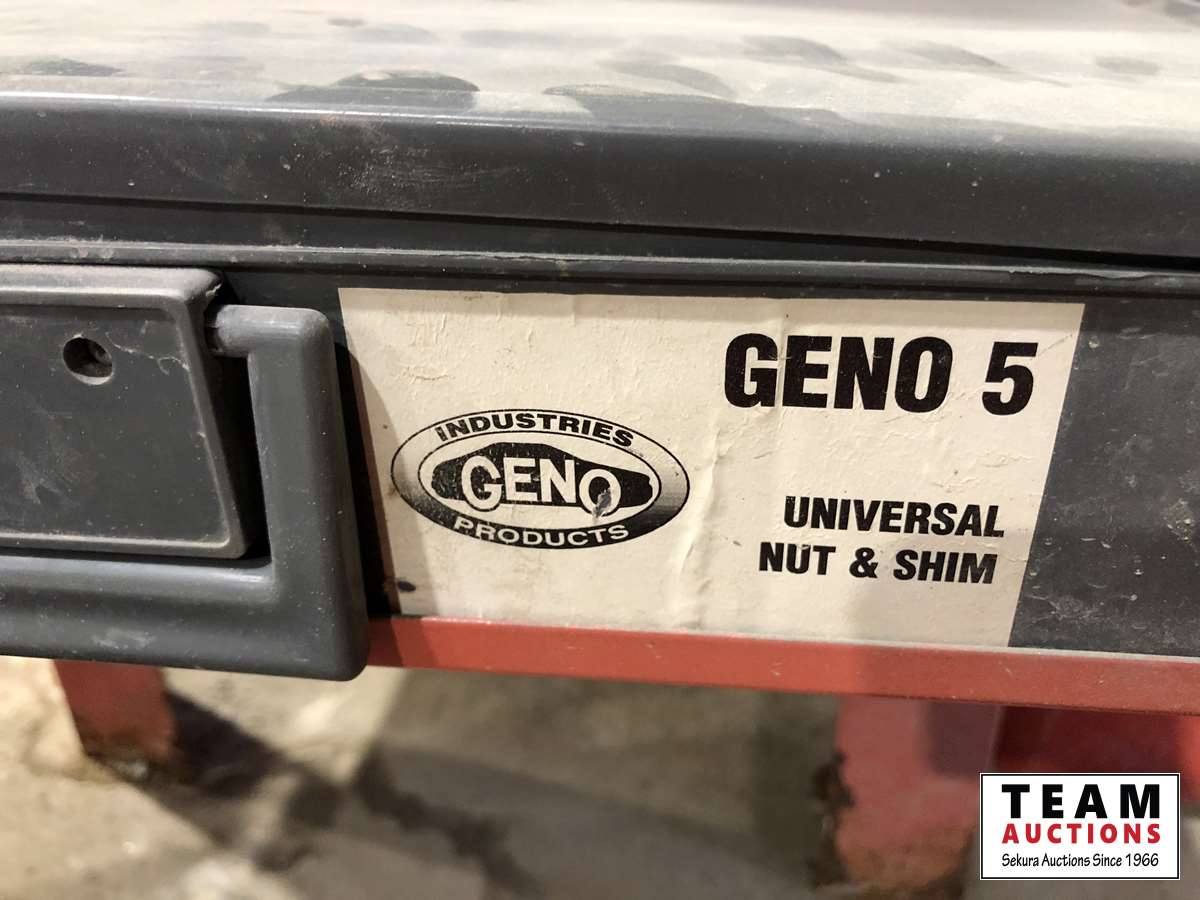 GENO 5
INDUSTRIES
GENO
PRODUCTS
UNIVERSAL
NUT & SHIM
TEAM
AUCTIONS
Sekura Auctions Since 1966